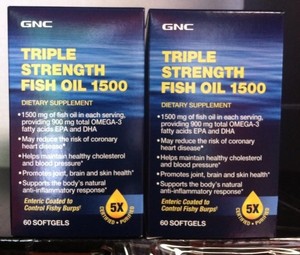 GNC
TRIPLE
STRENGTH
FISH OIL 1500
DIETARY SUPPLEMENT
• 1500 mg of fish oil in each serving,
providing 900 mg total OMEGA-3
fatty acids EPA and DHA
• May reduce the risk of coronary
heart disease*
• Helps maintain healthy cholesterol
and blood pressure*
• Promotes joint, brain and skin health*
• Supports the body's natural
anti-inflammatory response†
Enteric Coated to
Control Fishy Burps†
5X
60 SOFTGELS
GNC
TRIPLE
STRENGTH
FISH OIL 1500
DIETARY SUPPLEMENT
• 1500 mg of fish oil in each serving,
providing 900 mg total OMEGA-3
fatty acids EPA and DHA
• May reduce the risk of coronary
heart disease*
• Helps maintain healthy cholesterol
and blood pressure*
• Promotes joint, brain and skin health*
• Supports the body's natural
anti-inflammatory response†
Enteric Coated to
Control Fishy Burps†
5X
60 SOFTGELS